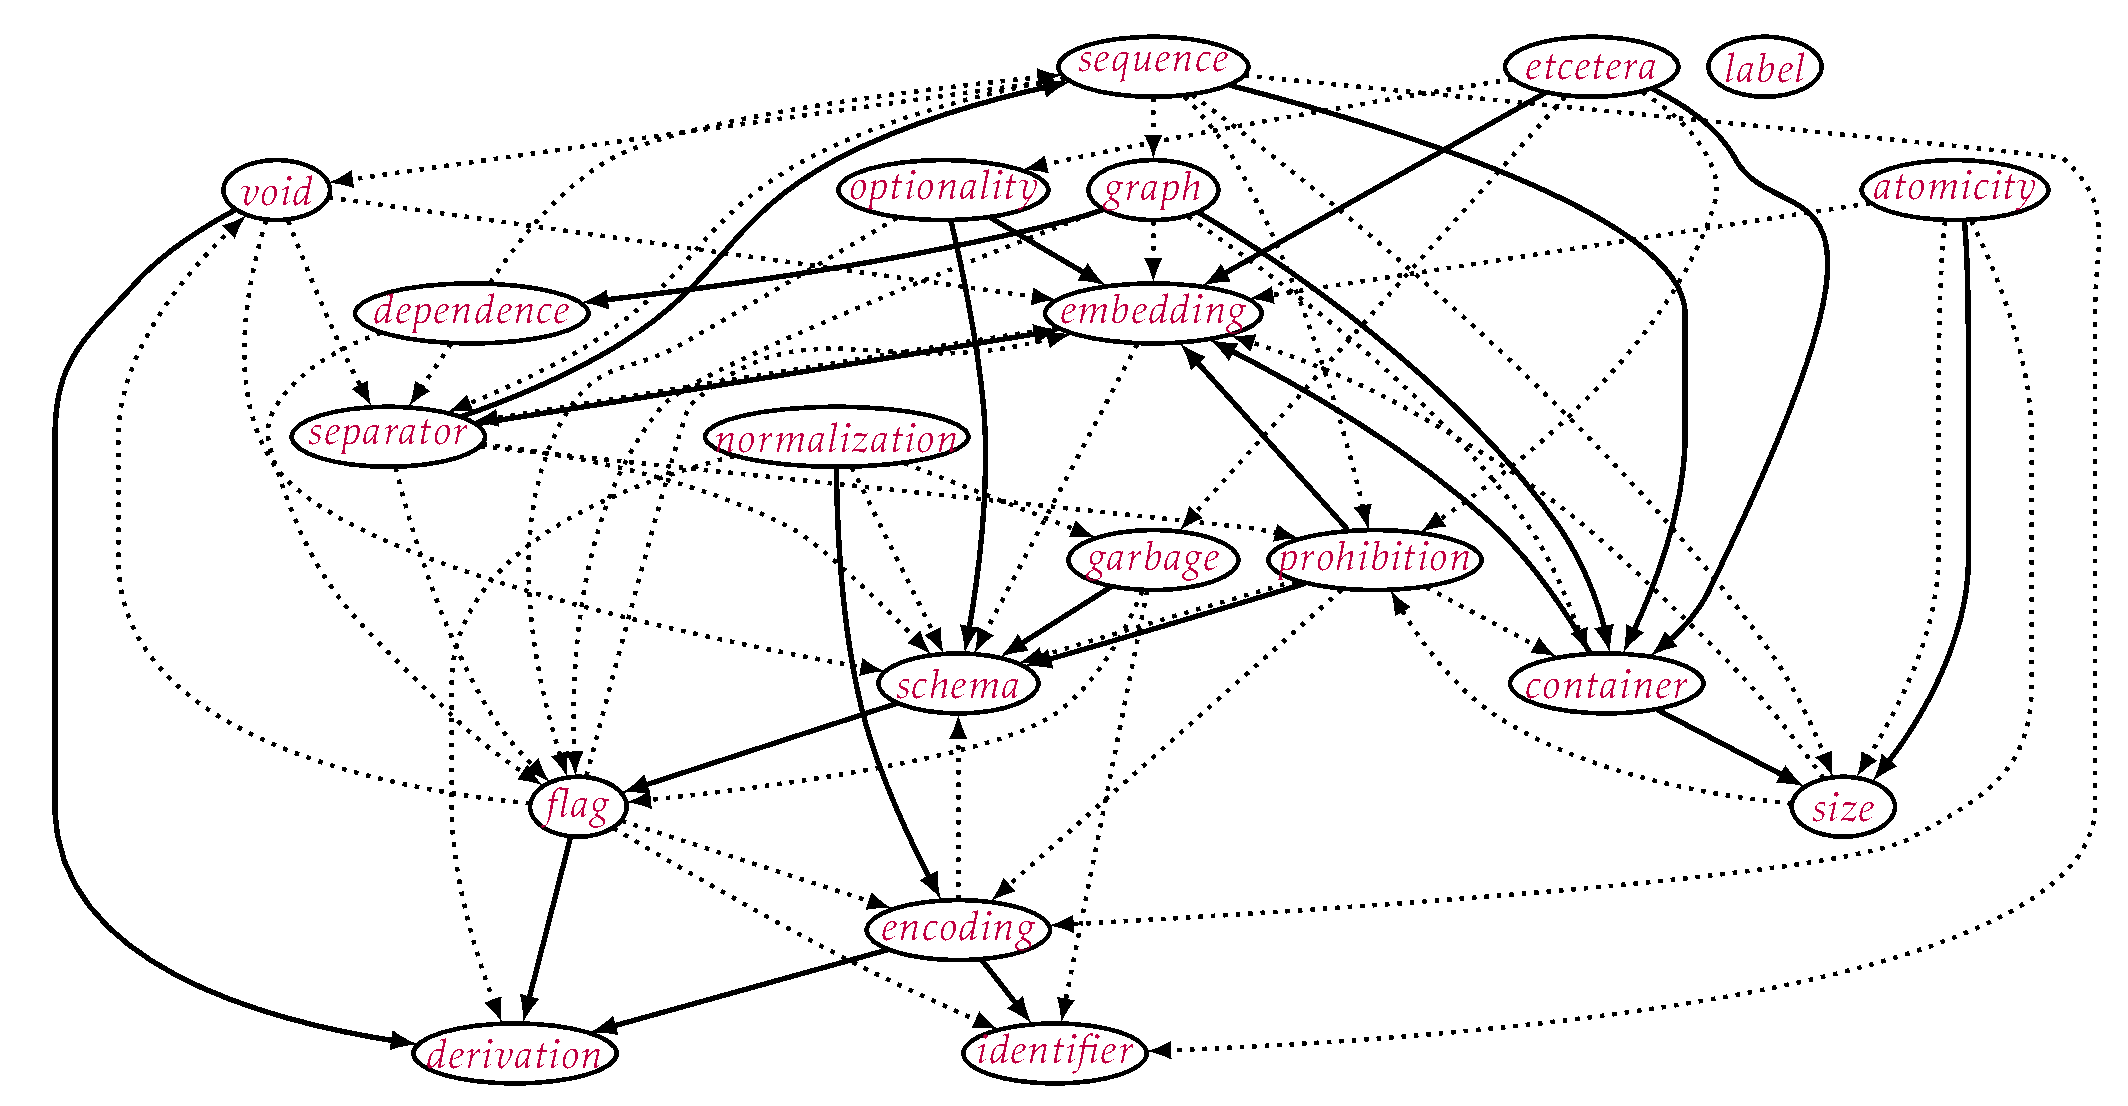 sequence
etcetera
label
void
optionality
graph
atomicity
dependence
embedding
separator
normalization
garbage
prohibition
schema
container
flag
size
encoding
derivation
identifier